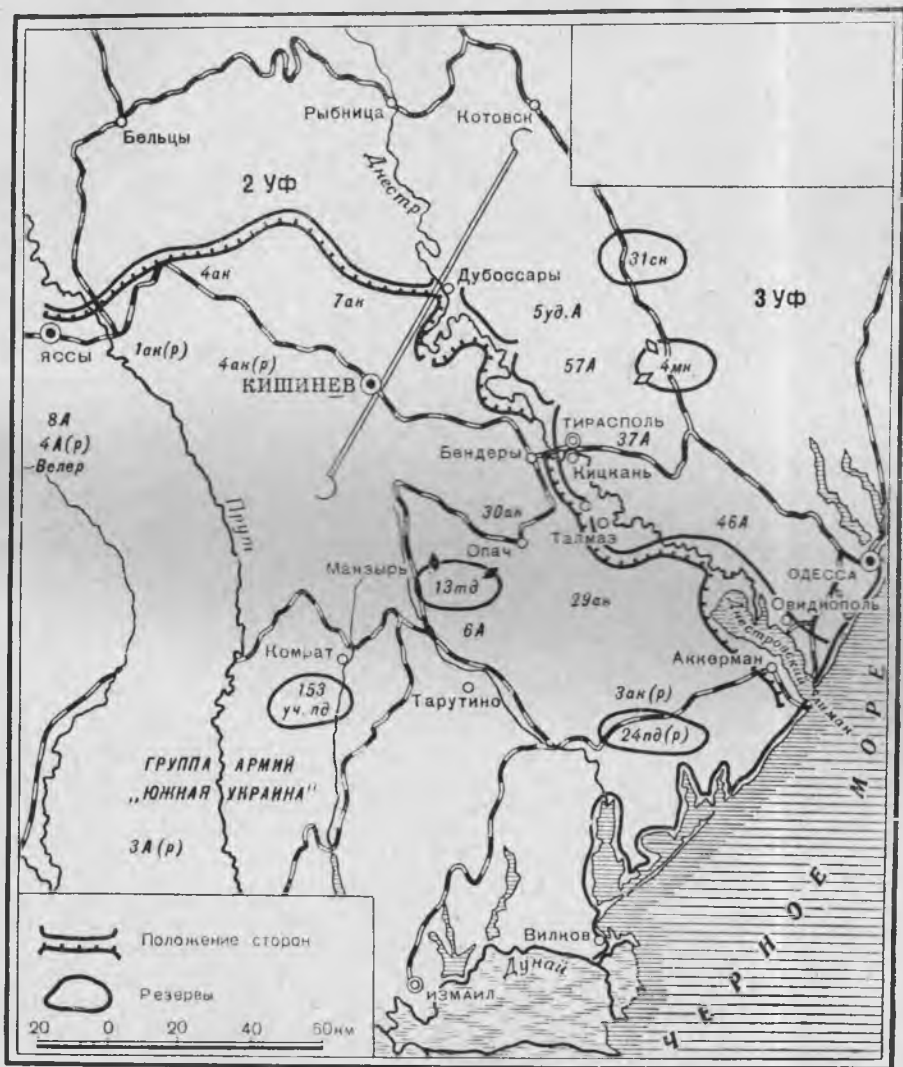 Рыбница
Котовск
Бельцы
Днестр
2 УФ
31ск
Дубоссары
4ак
7ак
5уд.А
3 УФ
ЯССЫ
1ак(р)
4ак(р)
57А
4мк
КИШИНЕВ
8А
4А(р)
Велер
ТИРАСПОЛЬ
37А
Бендеры
Кицкань
Прут
30ак
Талмаз
46А
Опач
ОДЕССА
Манзырь
13тд
29ак
Овидиополь
Днестровский лиман
6А
Комрат
Аккерман
153
уч.пд
Тарутино
3ак(р)
24пд(р)
ГРУППА АРМИЙ
„ЮЖНАЯ УКРАИНА"
3А(р)
ЧЕРНОЕ МОРЕ
Вилков
Дунай
ИЗМАИЛ
Положение сторон
Резервы
20 0 20 40 60 км